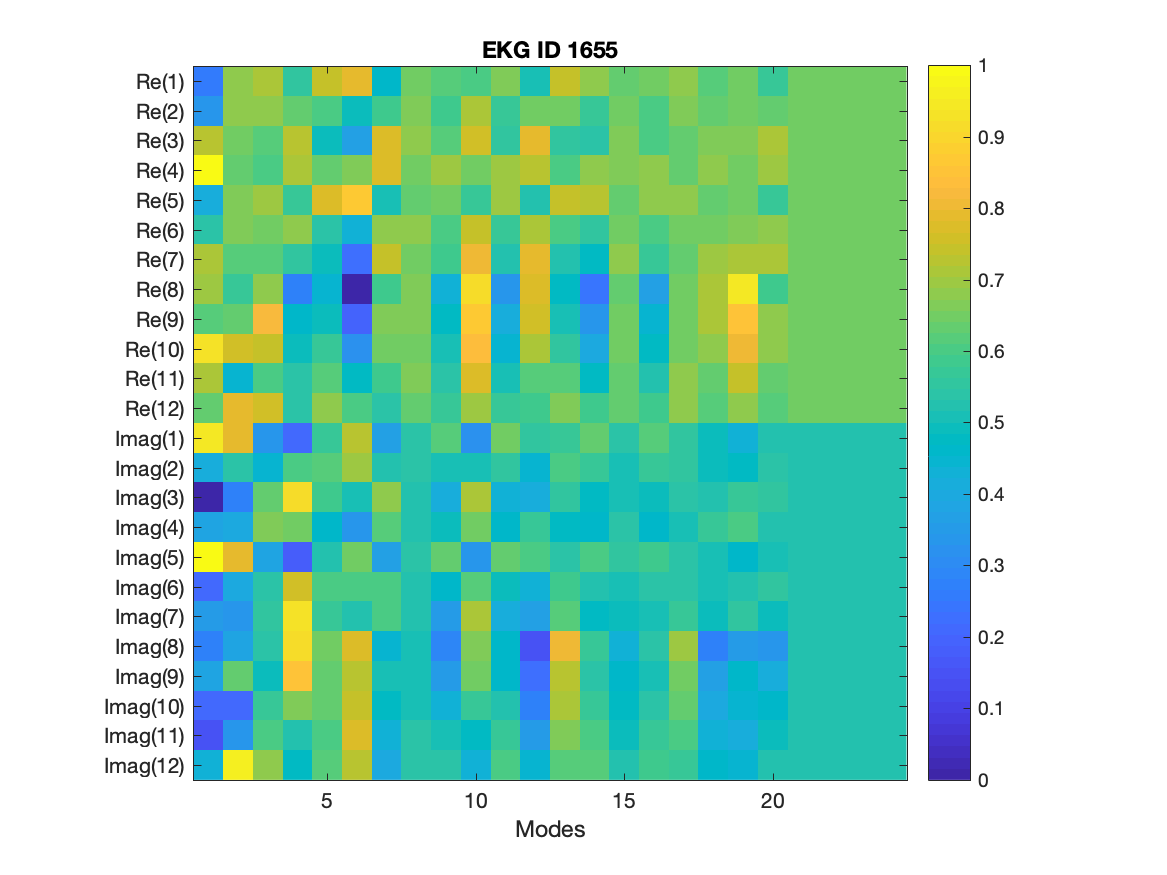 EKG ID 1655
Re(1)
Re(2)
Re(3)
Re(4)
Re(5)
Re(6)
Re(7)
Re(8)
Re(9)
Re(10)
Re(11)
Re(12)
Imag(1)
Imag(2)
Imag(3)
Imag(4)
Imag(5)
Imag(6)
Imag(7)
Imag(8)
Imag(9)
Imag(10)
Imag(11)
Imag(12)
5 10 15 20
Modes
1
0.9
0.8
0.7
0.6
0.5
0.4
0.3
0.2
0.1
0